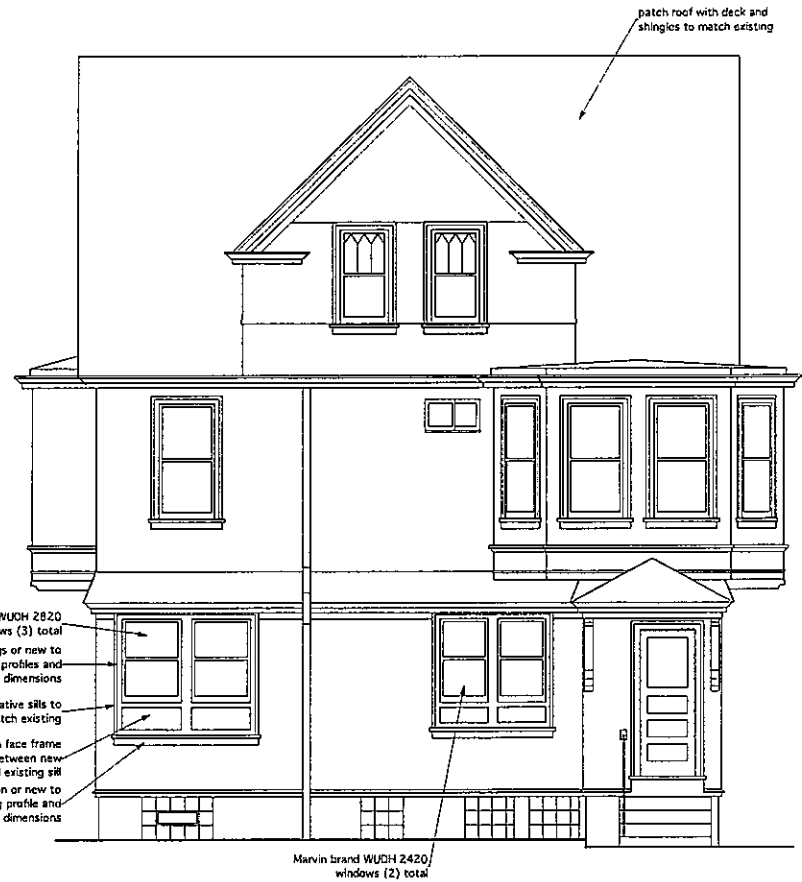 patch roof with deck and
shingles to match existing
WUDH 2820
ws (3) total
gs or new to
profiles and
dimensions
ative sills to
tch existing
face frame
etween new
existing sill
on or new to
g profile and
dimensions
Marvin brand WUDH 2420
windows (2) total